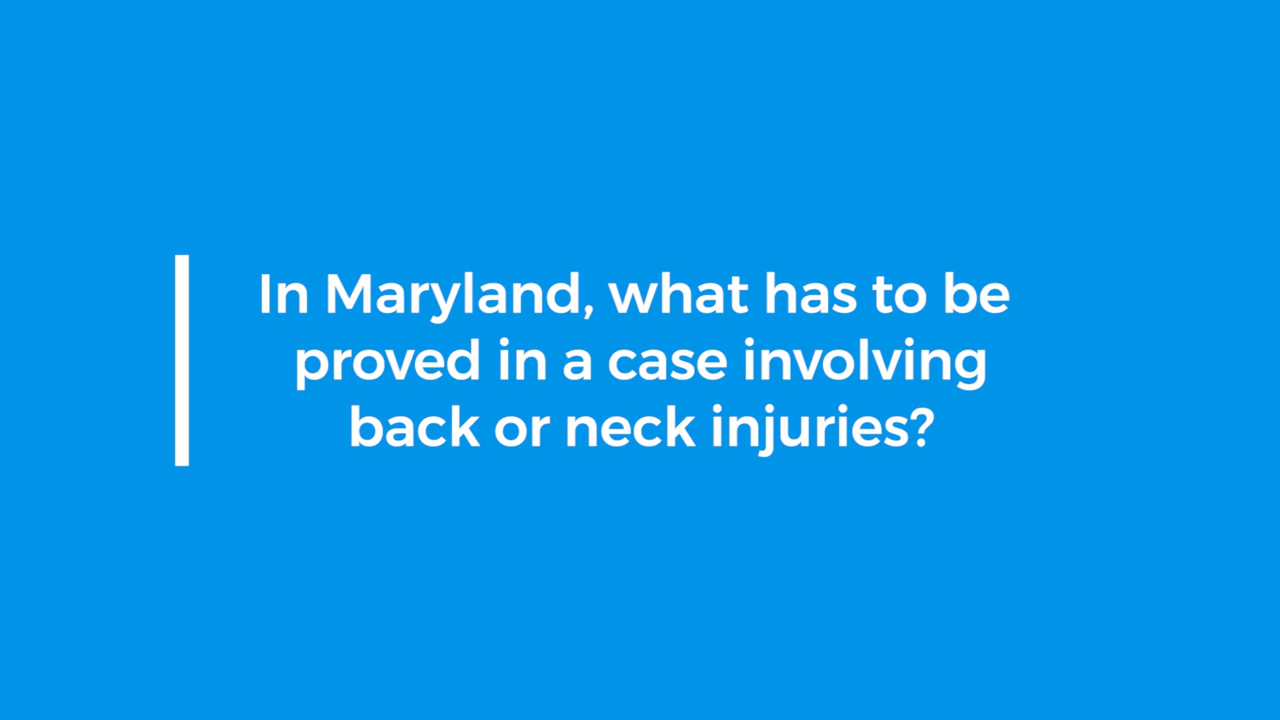 In Maryland, what has to be
proved in a case involving
back or neck injuries?